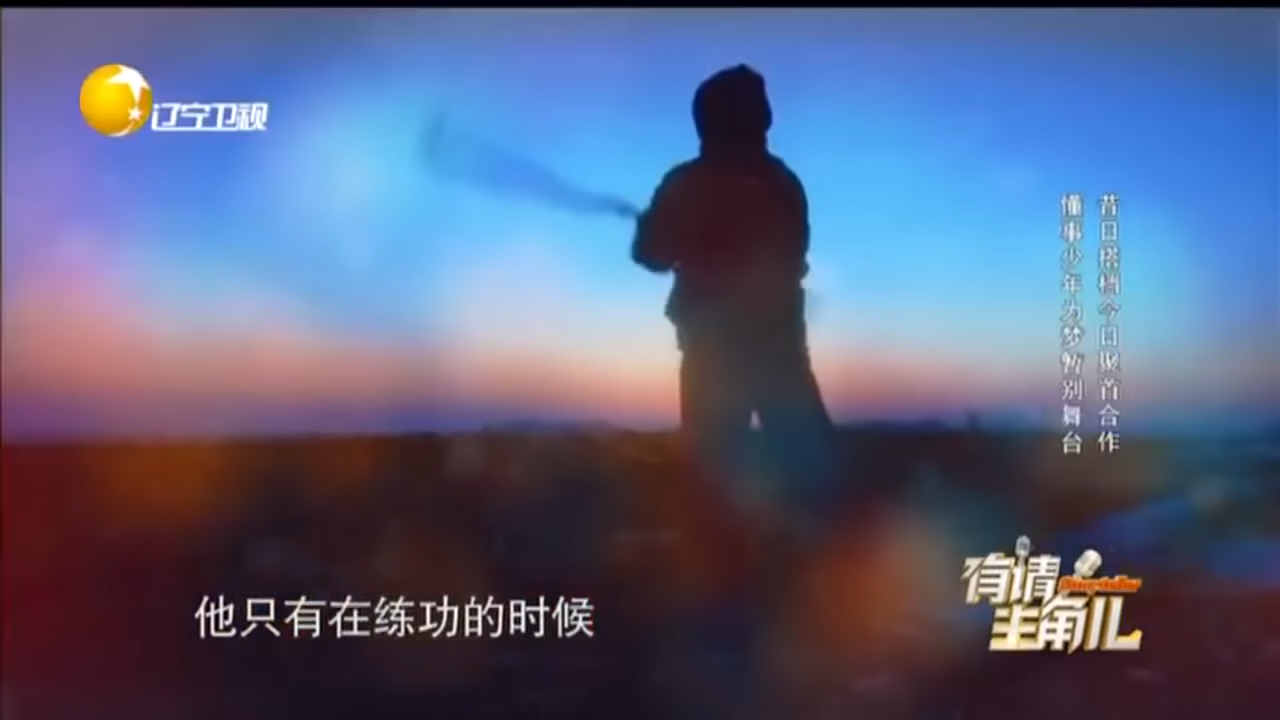 辽宁卫视
昔日搭档今日聚首合作
懂事少年为梦暂别舞台
有请
主角儿
他只有在练功的时候